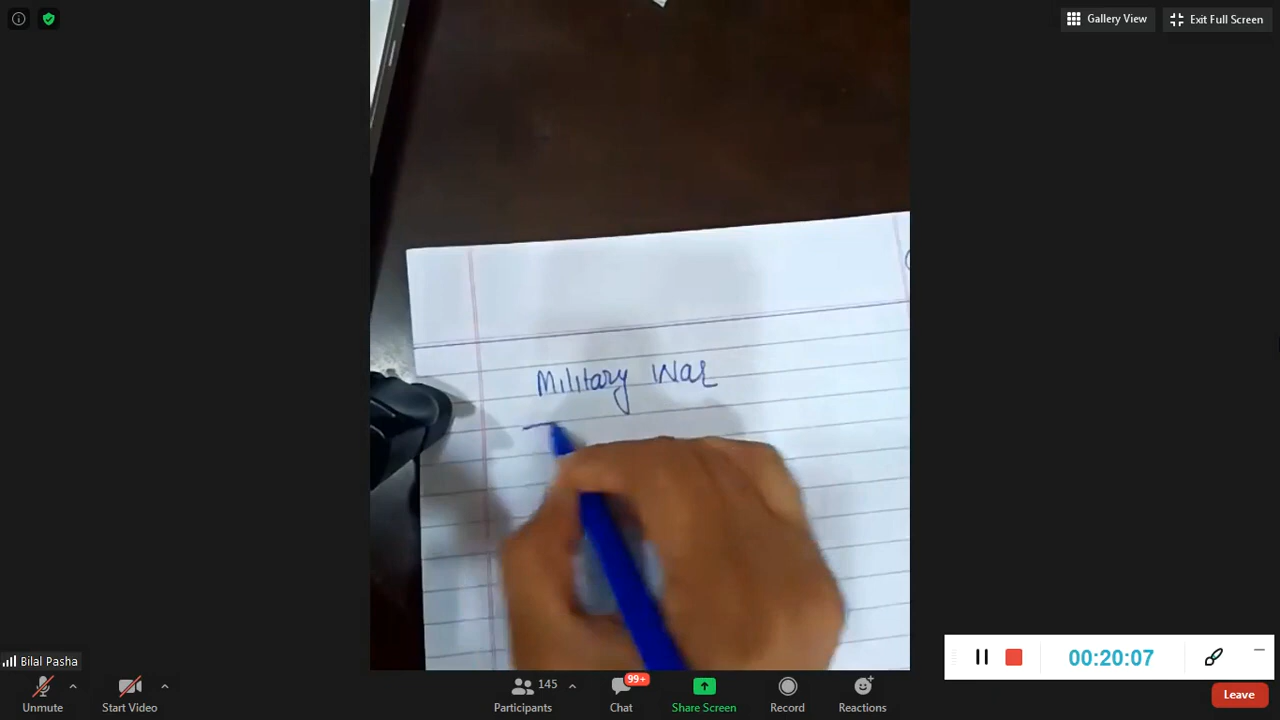 Gallery View
Exit Full Screen
Military War
Bilal Pasha
00:20:07
Unmute
Start Video
Participants
145
Chat
99+
Share Screen
Record
Reactions
Leave